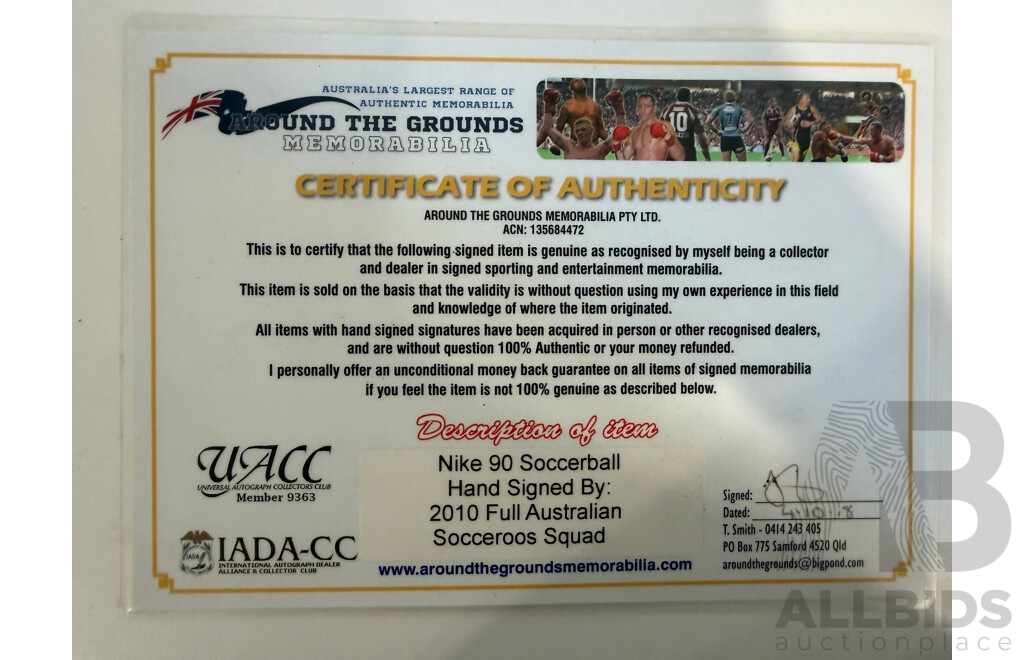 AUSTRALIA'S LARGEST RANGE OF
AUTHENTIC MEMORABILIA
AROUND THE GROUNDS
MEMORABILIA
10
7
CERTIFICATE OF AUTHENTICITY
AROUND THE GROUNDS MEMORABILIA PTY LTD.
ACN: 135684472
This is to certify that the following signed item is genuine as recognised by myself being a collector
and dealer in signed sporting and entertainment memorabilia.
This item is sold on the basis that the validity is without question using my own experience in this field
and knowledge of where the item originated.
All items with hand signed signatures have been acquired in person or other recognised dealers,
and are without question 100% Authentic or your money refunded.
I personally offer an unconditional money back guarantee on all items of signed memorabilia
if you feel the item is not 100% genuine as described below.
Description of item
UACC
UNIVERSAL AUTOGRAPH COLLECTORS CLUB
Member 9363
IADA
IADA-CC
INTERNATIONAL AUTOGRAPH DEALER
ALLIANCE & COLLECTOR CLUB
Nike 90 Soccerball
Hand Signed By:
2010 Full Australian
Socceroos Squad
www.aroundthegroundsmemorabilia.com
Signed:
Dated:
T. Smith - 0414 243 405
PO Box 775 Samford 4520 Qld
aroundthegrounds@bigpond.com
AB
ALLBIDS
auctionplace